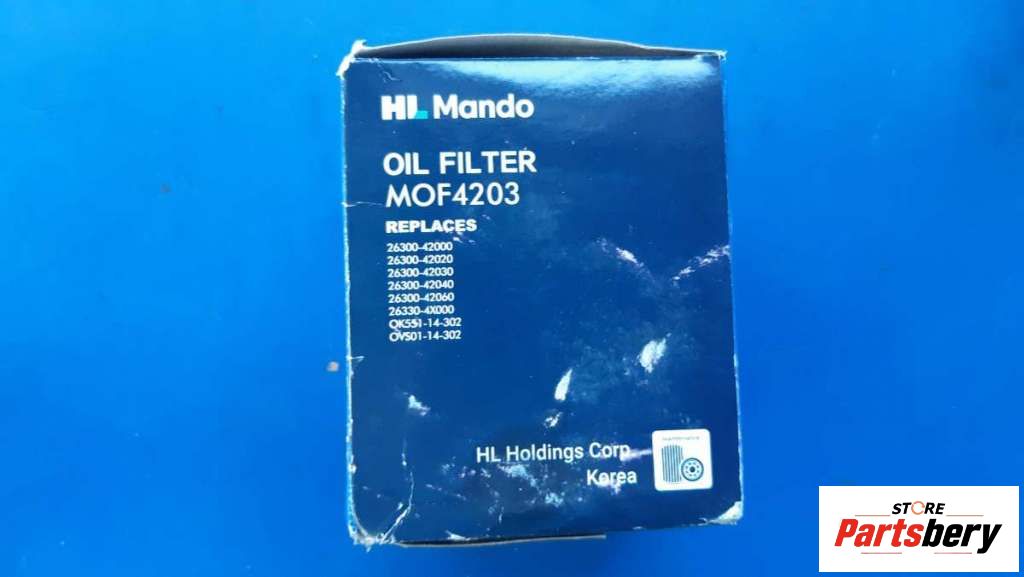 HL Mando
OIL FILTER
MOF4203
REPLACES
26300-42000
26300-42020
26300-42030
26300-42040
26300-42060
26330-4X000
OK551-14-302
OVS01-14-302
HL Holdings Corp
Korea
STORE
Partsbery